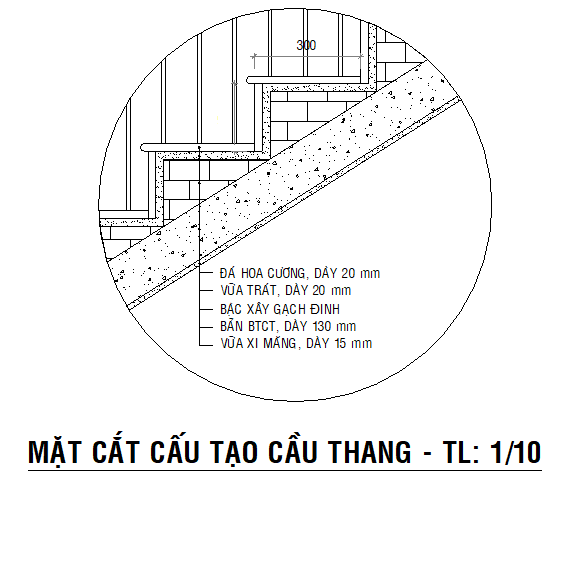 300
ĐÁ HOA CƯƠNG, DÀY 20 mm
VỮA TRÁT, DÀY 20 mm
BẬC XÂY GẠCH ĐINH
BẢN BTCT, DÀY 130 mm
VỮA XI MĂNG, DÀY 15 mm
MẶT CẮT CẤU TẠO CẦU THANG - TL: 1/10